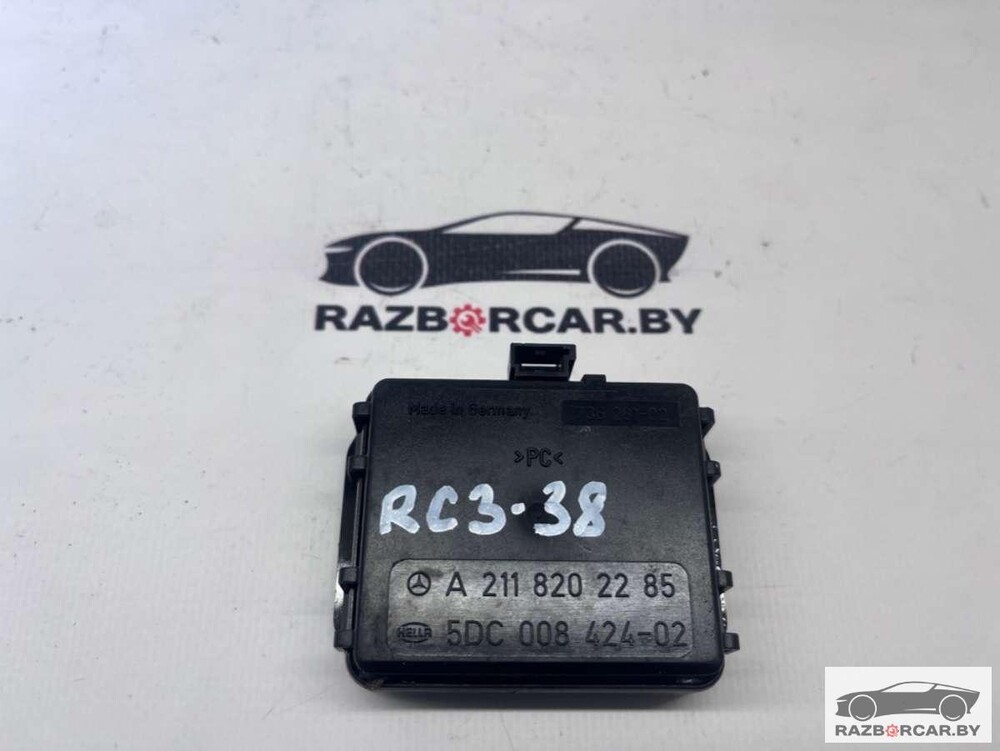 RAZBORCAR.BY
Made in Germany
>PC<
RC3-38
A 211 820 22 85
HELLA 5DC 008 424-02
RAZBORCAR.BY